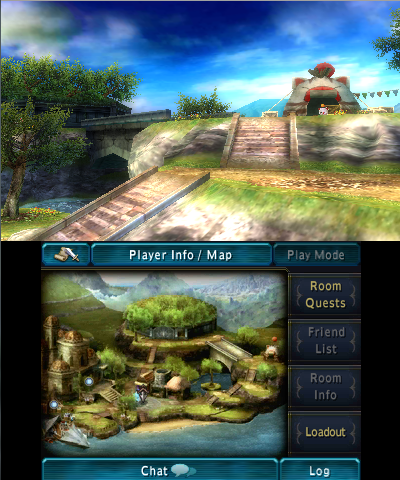 Player Info / Map
Play Mode
Room
Quests
Friend
List
Room
Info
Loadout
Chat
Log